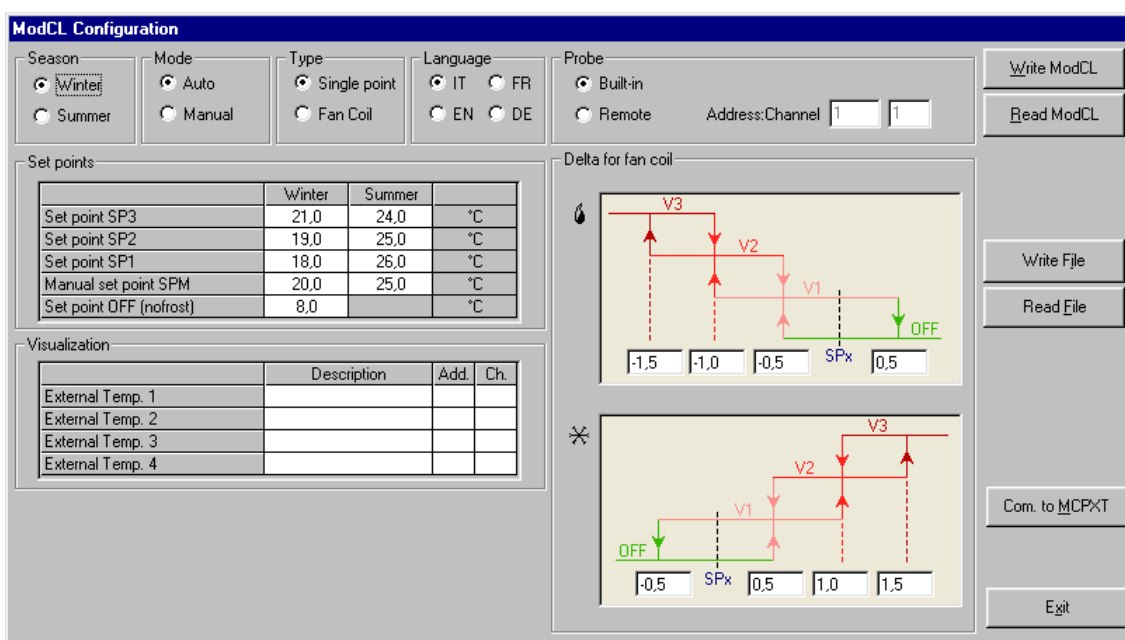 ModCL Configuration
Season
Winter
Summer
Mode
Auto
Manual
Type
Single point
Fan Coil
Language
IT FR
EN DE
Probe
Built-in
Remote Address:Channel 1 1
Write ModCL
Read ModCL
Set points
Winter Summer
Set point SP3 21,0 24,0 °C
Set point SP2 19,0 25,0 °C
Set point SP1 18,0 26,0 °C
Manual set point SPM 20,0 25,0 °C
Set point OFF (nofrost) 8,0 °C
Visualization
Description Add. Ch.
External Temp. 1
External Temp. 2
External Temp. 3
External Temp. 4
Delta for fan coil
V3
V2
V1
OFF
-1,5 -1,0 -0,5 SPx 0,5
V3
V2
V1
OFF
-0,5 SPx 0,5 1,0 1,5
Write File
Read File
Com. to MCPXT
Exit